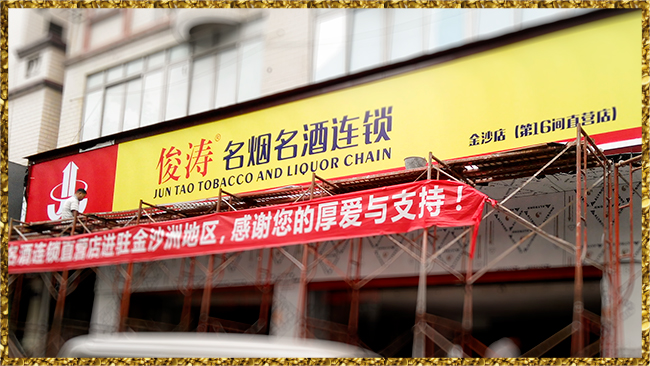 俊涛® 名烟名酒连锁
JUN TAO TOBACCO AND LIQUOR CHAIN
金沙店(第16间直营店)
酒连锁直营店进驻金沙洲地区,感谢您的厚爱与支持!